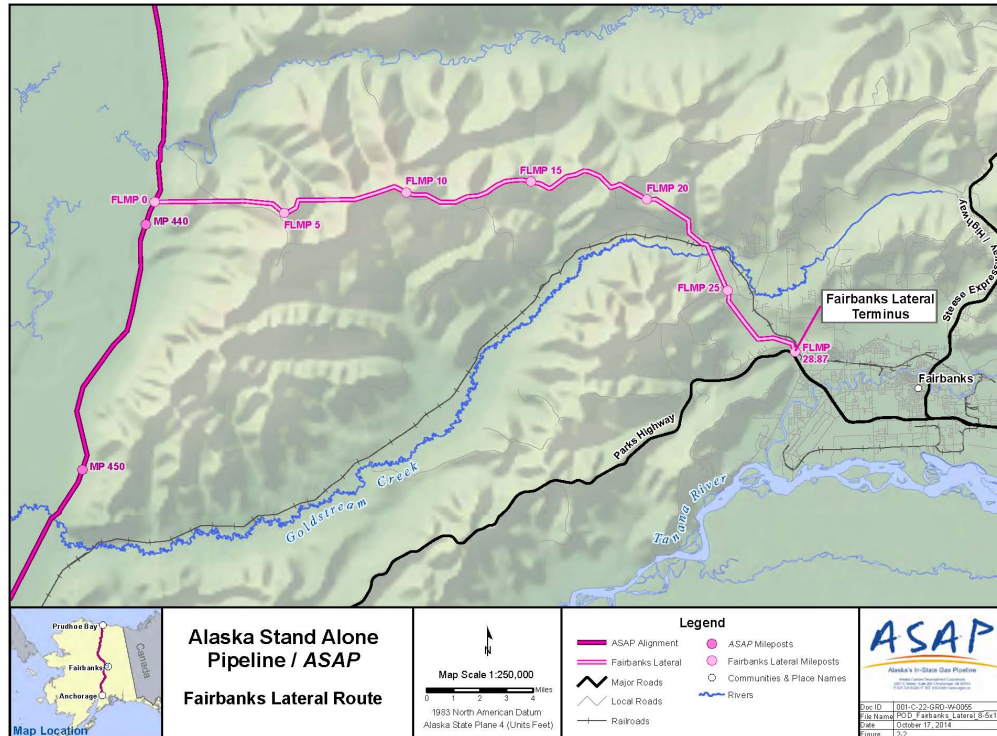 FLMP 0
MP 440
FLMP 5
FLMP 10
FLMP 15
FLMP 20
FLMP 25
Fairbanks Lateral
Terminus
FLMP
28.87
Steese Expressway / Highway
Fairbanks
Parks Highway
MP 450
Goldstream Creek
Tanana River
Prudhoe Bay
Fairbanks
Anchorage
Canada
Map Location
Alaska Stand Alone
Pipeline / ASAP
Fairbanks Lateral Route
N
Map Scale 1:250,000
Miles
0 1 2 3 4
1983 North American Datum
Alaska State Plane 4 (Units Feet)
Legend
ASAP Alignment
Fairbanks Lateral
Major Roads
Local Roads
Railroads
ASAP Mileposts
Fairbanks Lateral Mileposts
Communities & Place Names
Rivers
ASAP
Alaska's In-State Gas Pipeline
Doc ID 001-C-22-GRD-W-0055
File Name POD_Fairbanks_Lateral_8-5x1
Date October 17, 2014
Figure 2-2